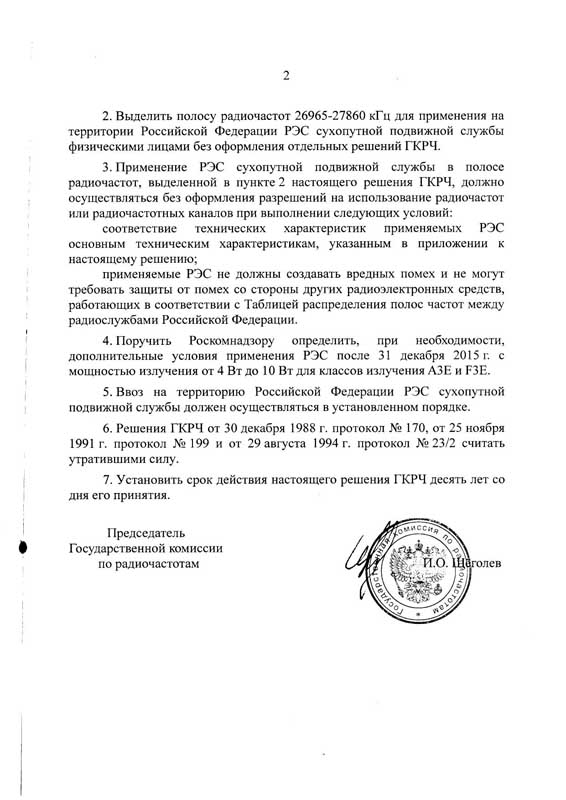 2
2. Выделить полосу радиочастот 26965-27860 кГц для применения на
территории Российской Федерации РЭС сухопутной подвижной службы
физическими лицами без оформления отдельных решений ГКРЧ.
3. Применение РЭС сухопутной подвижной службы в полосе
радиочастот, выделенной в пункте 2 настоящего решения ГКРЧ, должно
осуществляться без оформления разрешений на использование радиочастот
или радиочастотных каналов при выполнении следующих условий:
соответствие технических характеристик применяемых РЭС
основным техническим характеристикам, указанным в приложении к
настоящему решению;
применяемые РЭС не должны создавать вредных помех и не могут
требовать защиты от помех со стороны других радиоэлектронных средств,
работающих в соответствии с Таблицей распределения полос частот между
радиослужбами Российской Федерации.
4. Поручить Роскомнадзору определить, при необходимости,
дополнительные условия применения РЭС после 31 декабря 2015 г. с
мощностью излучения от 4 Вт до 10 Вт для классов излучения A3E и F3E.
5. Ввоз на территорию Российской Федерации РЭС сухопутной
подвижной службы должен осуществляться в установленном порядке.
6. Решения ГКРЧ от 30 декабря 1988 г. протокол № 170, от 25 ноября
1991 г. протокол № 199 и от 29 августа 1994 г. протокол № 23/2 считать
утратившими силу.
7. Установить срок действия настоящего решения ГКРЧ десять лет со
дня его принятия.
Председатель
Государственной комиссии
по радиочастотам
И.О. Щеголев
Государственная комиссия по радиочастотам *